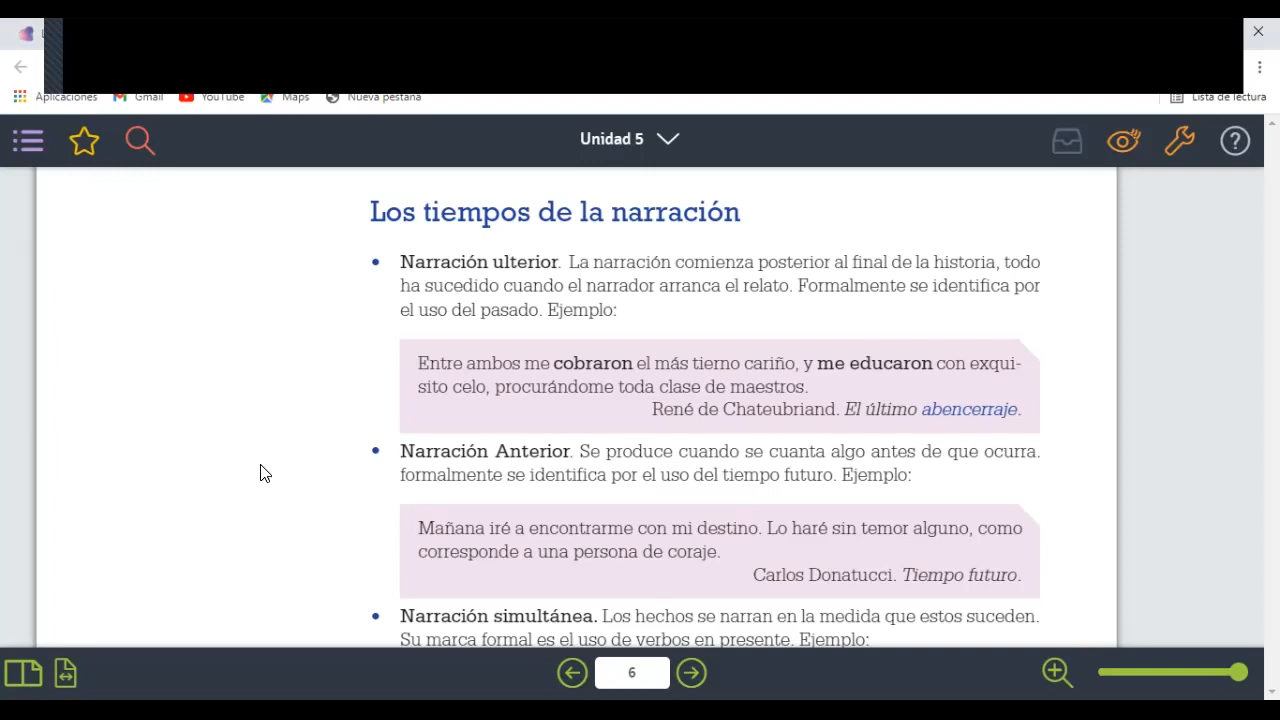 Aplicaciones Gmail YouTube Maps Nueva pestaña Lista de lectura
Unidad 5
Los tiempos de la narración
Narración ulterior. La narración comienza posterior al final de la historia, todo
ha sucedido cuando el narrador arranca el relato. Formalmente se identifica por
el uso del pasado. Ejemplo:
Entre ambos me cobraron el más tierno cariño, y me educaron con exqui-
sito celo, procurándome toda clase de maestros.
René de Chateubriand. El último abencerraje.
Narración Anterior. Se produce cuando se cuanta algo antes de que ocurra.
formalmente se identifica por el uso del tiempo futuro. Ejemplo:
Mañana iré a encontrarme con mi destino. Lo haré sin temor alguno, como
corresponde a una persona de coraje.
Carlos Donatucci. Tiempo futuro.
Narración simultánea. Los hechos se narran en la medida que estos suceden.
Su marca formal es el uso de verbos en presente. Ejemplo:
6